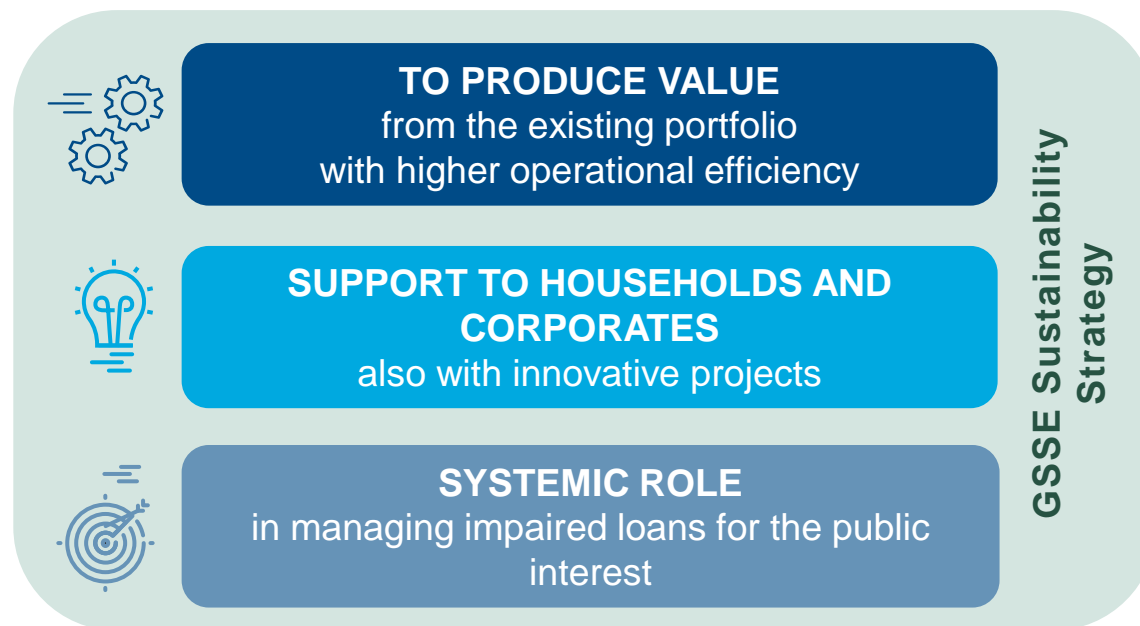 TO PRODUCE VALUE
from the existing portfolio
with higher operational efficiency
SUPPORT TO HOUSEHOLDS AND
CORPORATES
also with innovative projects
SYSTEMIC ROLE
in managing impaired loans for the public
interest
GSSE Sustainability
Strategy